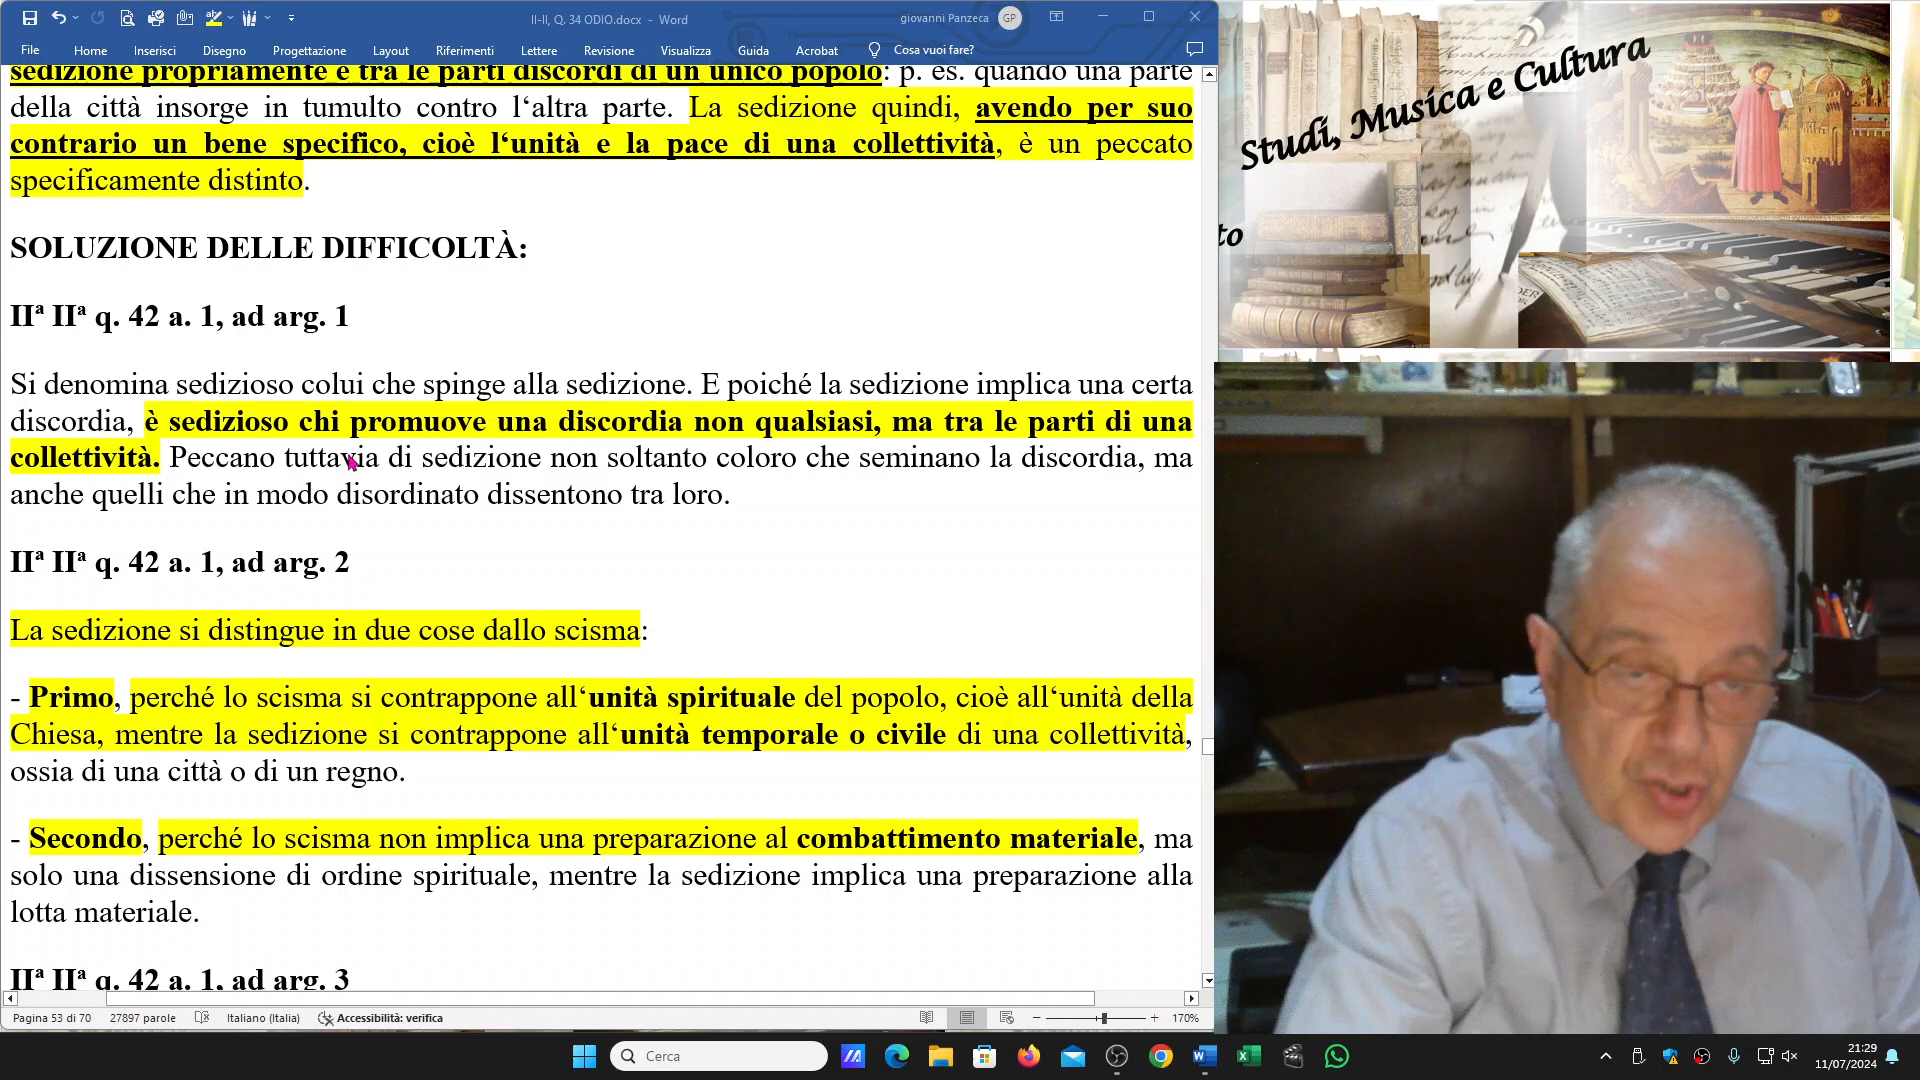 II-II, Q. 34 ODIO.docx - Word
giovanni Panzeca
GP
File
Home
Inserisci
Disegno
Progettazione
Layout
Riferimenti
Lettere
Revisione
Visualizza
Guida
Acrobat
Cosa vuoi fare?
sedizione propriamente è tra le parti discordi di un unico popolo: p. es. quando una parte
della città insorge in tumulto contro l‘altra parte. La sedizione quindi, avendo per suo
contrario un bene specifico, cioè l‘unità e la pace di una collettività, è un peccato
specificamente distinto.
SOLUZIONE DELLE DIFFICOLTÀ:
IIª IIª q. 42 a. 1, ad arg. 1
Si denomina sedizioso colui che spinge alla sedizione. E poiché la sedizione implica una certa
discordia, è sedizioso chi promuove una discordia non qualsiasi, ma tra le parti di una
collettività. Peccano tuttavia di sedizione non soltanto coloro che seminano la discordia, ma
anche quelli che in modo disordinato dissentono tra loro.
IIª IIª q. 42 a. 1, ad arg. 2
La sedizione si distingue in due cose dallo scisma:
- Primo, perché lo scisma si contrappone all‘unità spirituale del popolo, cioè all‘unità della
Chiesa, mentre la sedizione si contrappone all‘unità temporale o civile di una collettività,
ossia di una città o di un regno.
- Secondo, perché lo scisma non implica una preparazione al combattimento materiale, ma
solo una dissensione di ordine spirituale, mentre la sedizione implica una preparazione alla
lotta materiale.
IIª IIª q. 42 a. 1, ad arg. 3
Pagina 53 di 70
27897 parole
Italiano (Italia)
Accessibilità: verifica
170%
Studi, Musica e Cultura
to
Cerca
21:29
11/07/2024